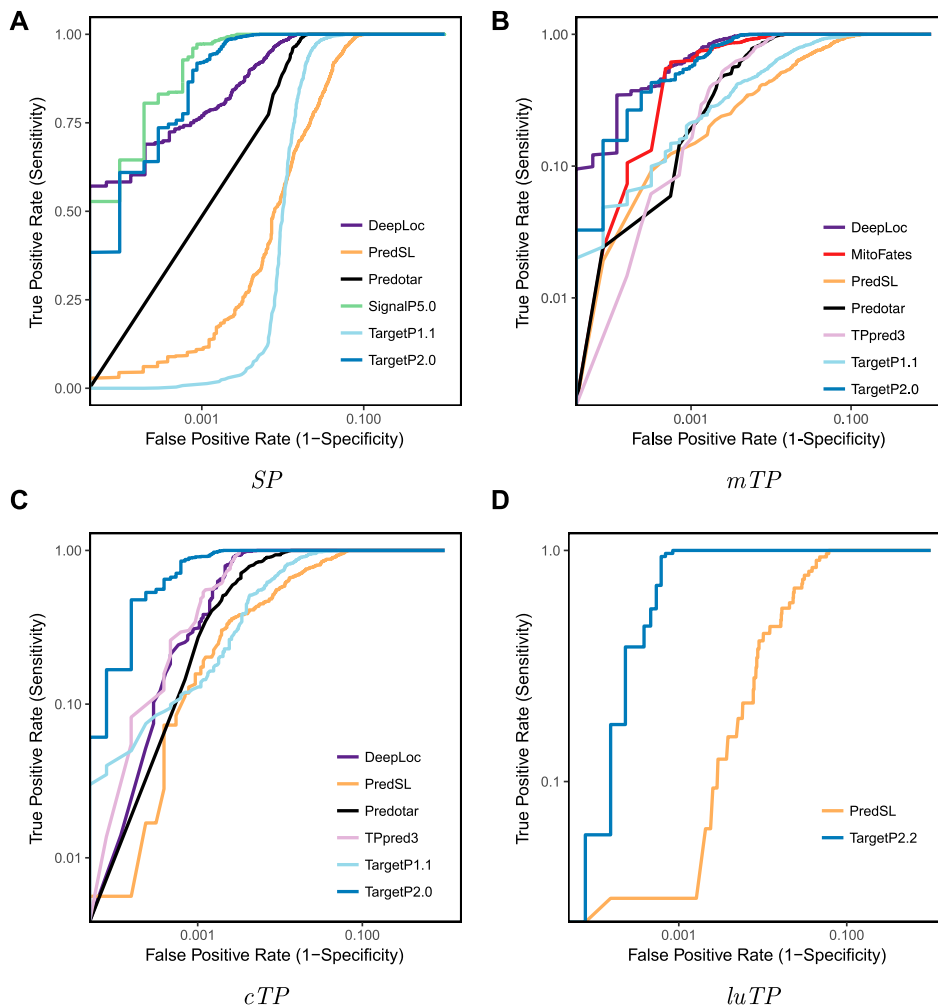 A
True Positive Rate (Sensitivity)
1.00
0.75
0.50
0.25
0.00
DeepLoc
PredSL
Predotar
SignalP5.0
TargetP1.1
TargetP2.0
0.001
0.100
False Positive Rate (1−Specificity)
SP
B
True Positive Rate (Sensitivity)
1.00
0.10
0.01
DeepLoc
MitoFates
PredSL
Predotar
TPpred3
TargetP1.1
TargetP2.0
0.001
0.100
False Positive Rate (1-Specificity)
mTP
C
True Positive Rate (Sensitivity)
1.00
0.10
0.01
DeepLoc
PredSL
Predotar
TPpred3
TargetP1.1
TargetP2.0
0.001
0.100
False Positive Rate (1−Specificity)
cTP
D
True Positive Rate (Sensitivity)
1.0
0.1
PredSL
TargetP2.2
0.001
0.100
False Positive Rate (1−Specificity)
luTP